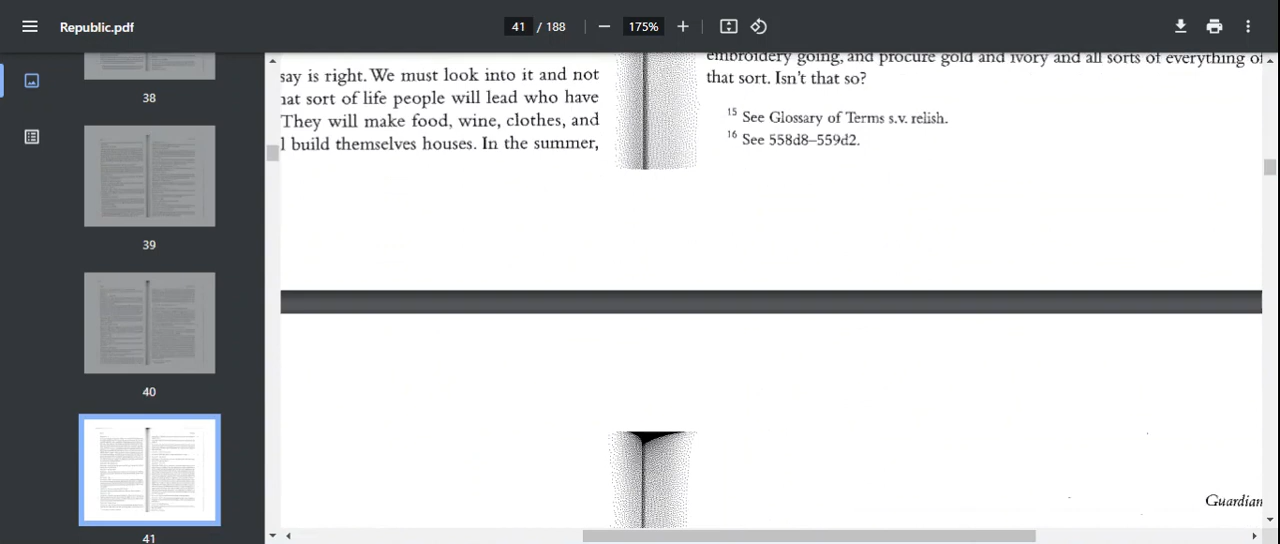 Republic.pdf
41 / 188
175%
38
39
40
41
say is right. We must look into it and not
hat sort of life people will lead who have
They will make food, wine, clothes, and
l build themselves houses. In the summer,
embroidery going, and procure gold and ivory and all sorts of everything of
that sort. Isn't that so?
15 See Glossary of Terms s.v. relish.
16 See 558d8–559d2.
Guardian